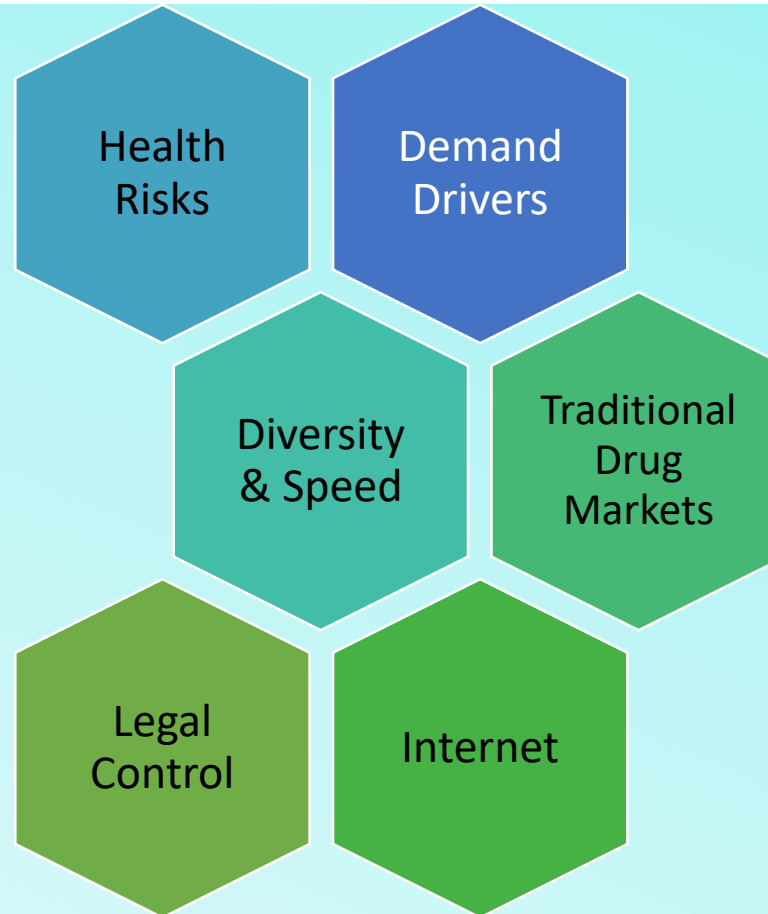 Health
Risks
Demand
Drivers
Diversity
& Speed
Traditional
Drug
Markets
Legal
Control
Internet